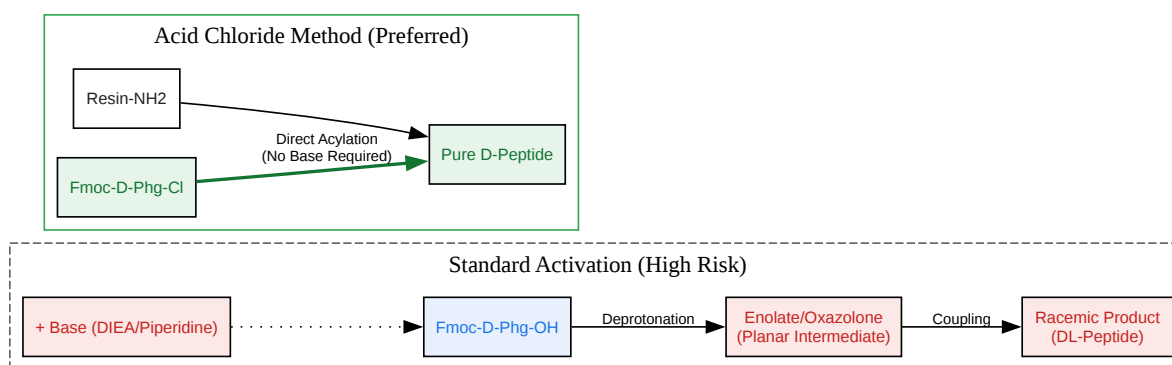 Acid Chloride Method (Preferred)
Resin-NH2
Direct Acylation
(No Base Required)
Pure D-Peptide
Fmoc-D-Phg-Cl
Standard Activation (High Risk)
+ Base (DIEA/Piperidine)
Fmoc-D-Phg-OH
Deprotonation
Enolate/Oxazolone
(Planar Intermediate)
Coupling
Racemic Product
(DL-Peptide)